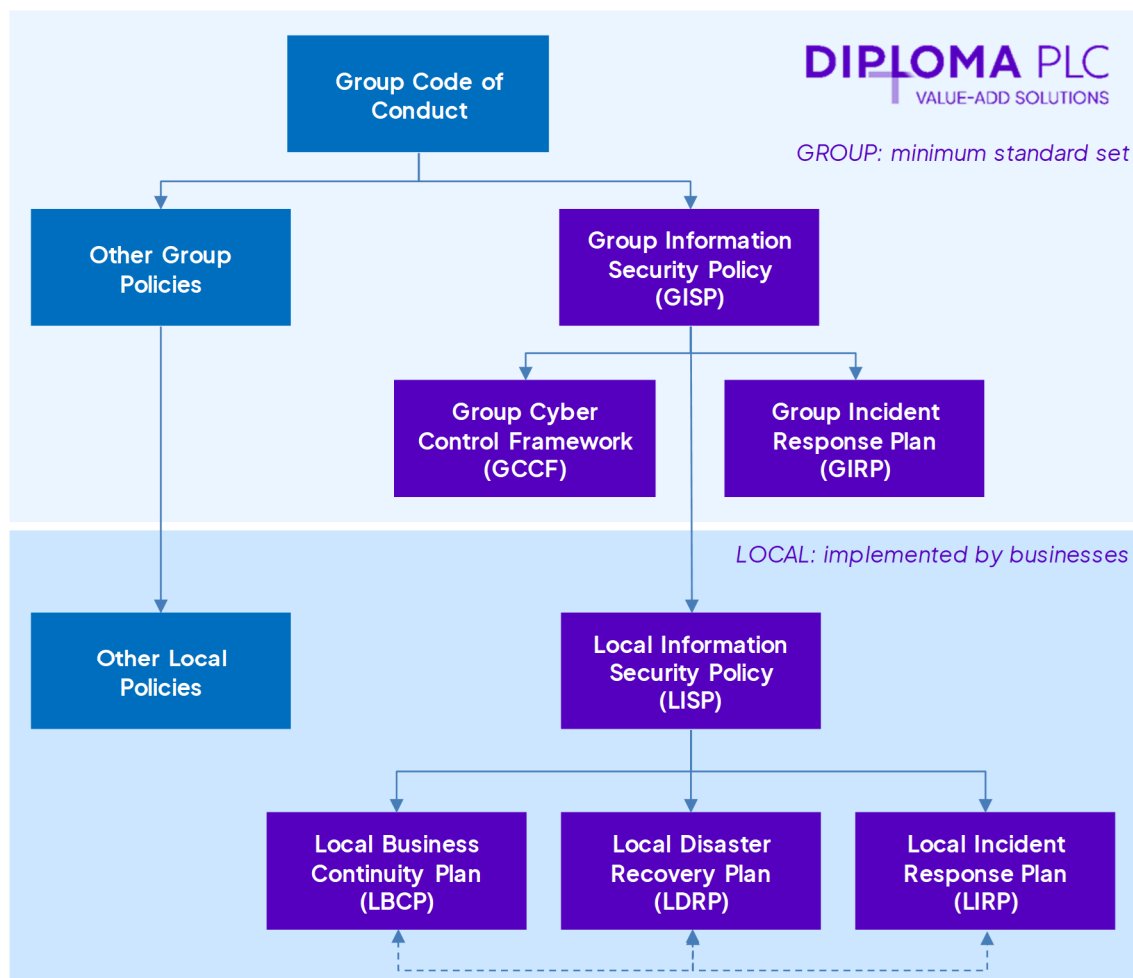 Group Code of
Conduct
DIPLOMA PLC
VALUE-ADD SOLUTIONS
GROUP: minimum standard set
Other Group
Policies
Group Information
Security Policy
(GISP)
Group Cyber
Control Framework
(GCCF)
Group Incident
Response Plan
(GIRP)
LOCAL: implemented by businesses
Other Local
Policies
Local Information
Security Policy
(LISP)
Local Business
Continuity Plan
(LBCP)
Local Disaster
Recovery Plan
(LDRP)
Local Incident
Response Plan
(LIRP)